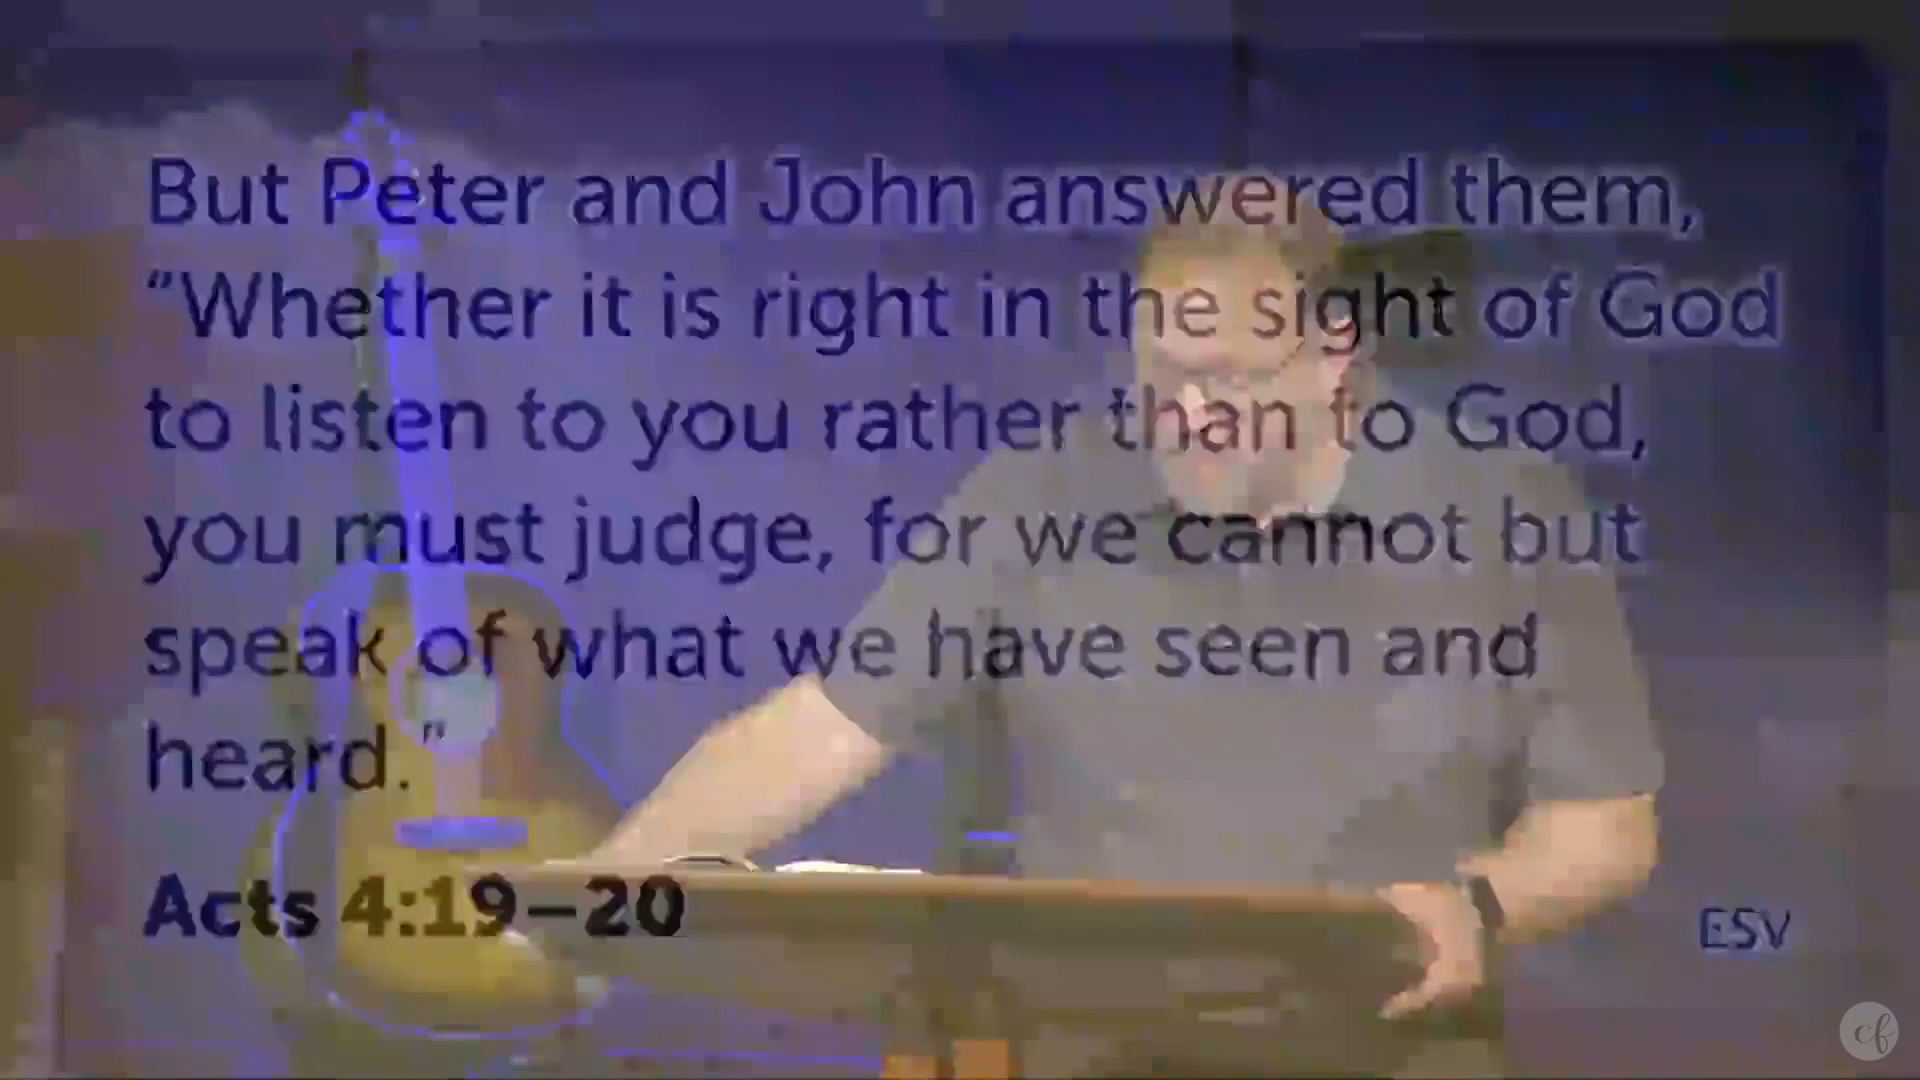 But Peter and John answered them,
“Whether it is right in the sight of God
to listen to you rather than to God,
you must judge, for we cannot but
speak of what we have seen and
heard.”
Acts 4:19–20
ESV
cf